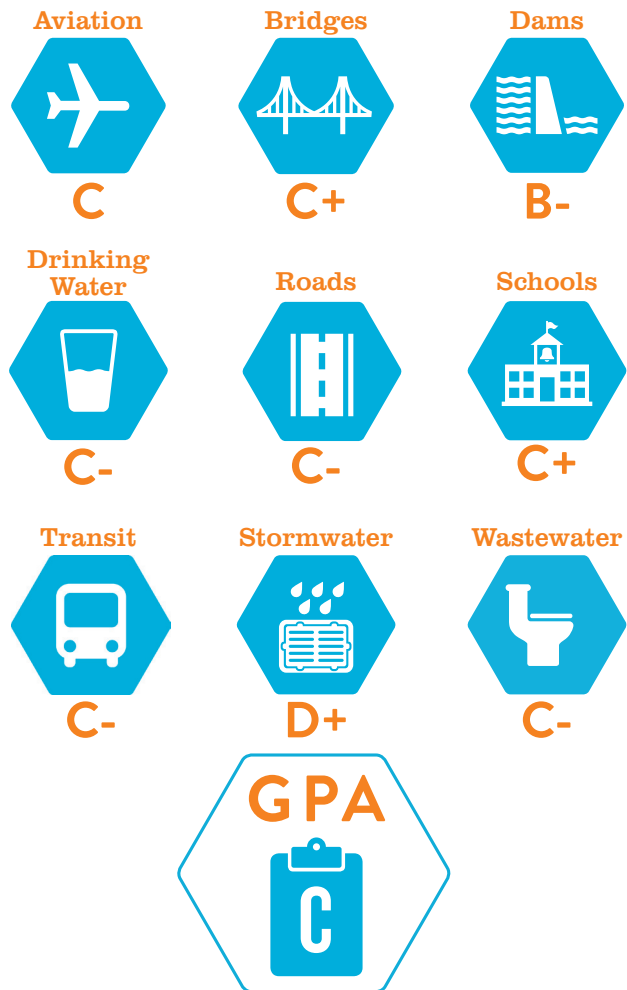 Aviation
Bridges
Dams
C
C+
B-
Drinking
Water
Roads
Schools
C-
C-
C+
Transit
Stormwater
Wastewater
C-
D+
C-
GPA
C